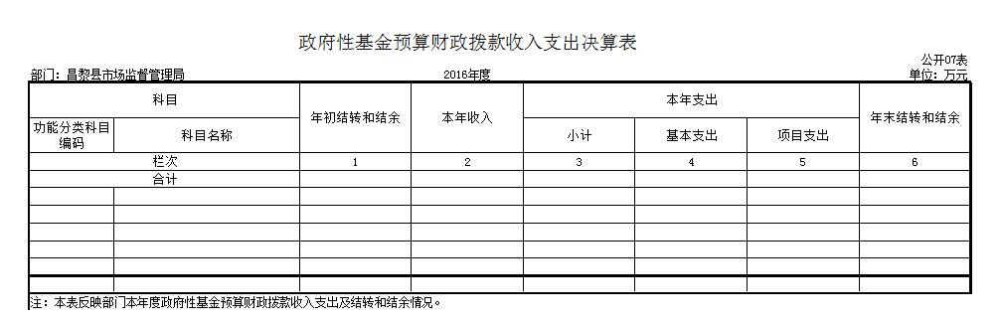 政府性基金预算财政拨款收入支出决算表
公开07表
部门：昌黎县市场监督管理局 2016年度 单位：万元
科目 年初结转和结余 本年收入 本年支出 年末结转和结余
功能分类科目编码 科目名称 小计 基本支出 项目支出
栏次 1 2 3 4 5 6
合计
注：本表反映部门本年度政府性基金预算财政拨款收入支出及结转和结余情况。